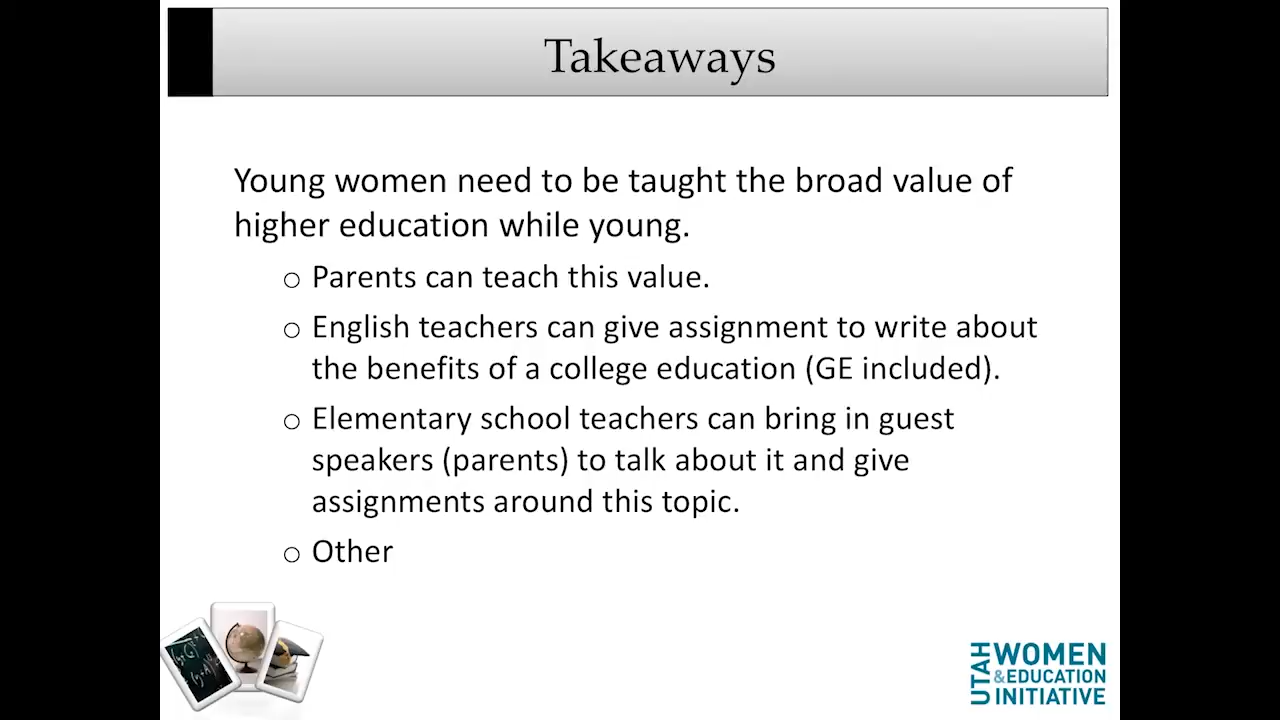 Takeaways
Young women need to be taught the broad value of
higher education while young.
o Parents can teach this value.
o English teachers can give assignment to write about
the benefits of a college education (GE included).
o Elementary school teachers can bring in guest
speakers (parents) to talk about it and give
assignments around this topic.
o Other
UTAH
WOMEN
&EDUCATION
INITIATIVE